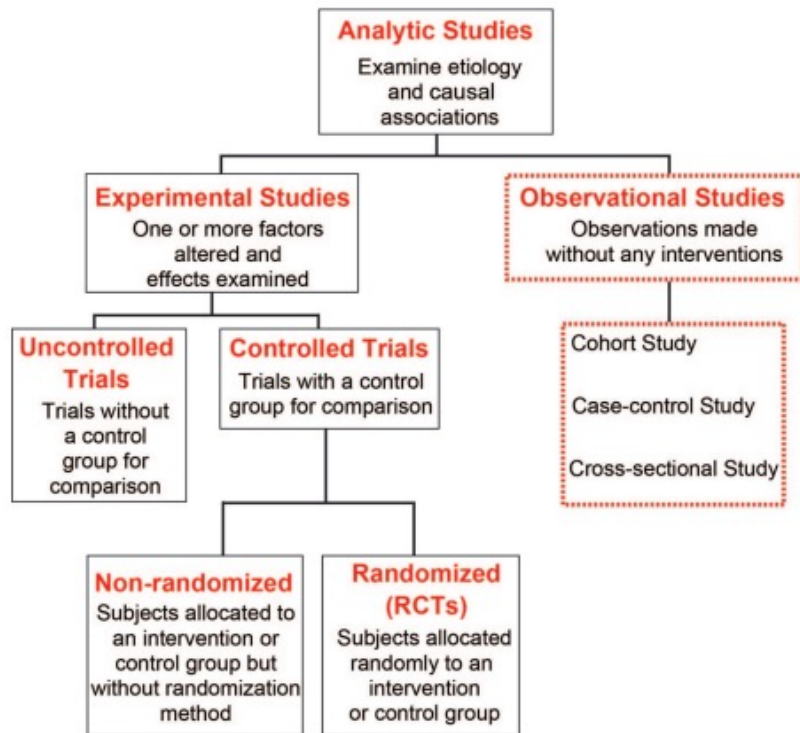 Analytic Studies
Examine etiology
and causal
associations
Experimental Studies
One or more factors
altered and
effects examined
Observational Studies
Observations made
without any interventions
Uncontrolled
Trials
Trials without
a control
group for
comparison
Controlled Trials
Trials with a control
group for comparison
Cohort Study
Case-control Study
Cross-sectional Study
Non-randomized
Subjects allocated to
an intervention or
control group but
without randomization
method
Randomized
(RCTs)
Subjects allocated
randomly to an
intervention
or control group